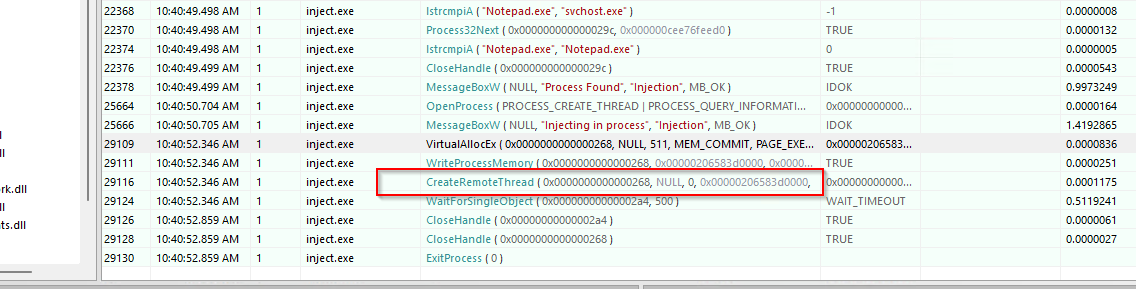 22368 10:40:49.498 AM 1 inject.exe lstrcmpiA ( "Notepad.exe", "svchost.exe" ) -1 0.0000008
22370 10:40:49.498 AM 1 inject.exe Process32Next ( 0x000000000000029c, 0x000000cee76feed0 ) TRUE 0.0000132
22374 10:40:49.499 AM 1 inject.exe lstrcmpiA ( "Notepad.exe", "Notepad.exe" ) 0 0.0000005
22376 10:40:49.499 AM 1 inject.exe CloseHandle ( 0x000000000000029c ) TRUE 0.0000543
22378 10:40:49.499 AM 1 inject.exe MessageBoxW ( NULL, "Process Found", "Injection", MB_OK ) IDOK 0.9973249
25664 10:40:50.704 AM 1 inject.exe OpenProcess ( PROCESS_CREATE_THREAD | PROCESS_QUERY_INFORMATI... 0x00000000000... 0.0000164
25666 10:40:50.705 AM 1 inject.exe MessageBoxW ( NULL, "Injecting in process", "Injection", MB_OK ) IDOK 1.4192865
29109 10:40:52.346 AM 1 inject.exe VirtualAllocEx ( 0x0000000000000268, NULL, 511, MEM_COMMIT, PAGE_EXE... 0x00000206583... 0.0000836
29111 10:40:52.346 AM 1 inject.exe WriteProcessMemory ( 0x0000000000000268, 0x00000206583d0000, 0x0000... TRUE 0.0000251
29116 10:40:52.346 AM 1 inject.exe CreateRemoteThread ( 0x0000000000000268, NULL, 0, 0x00000206583d0000, 0x00000000000... 0.0001175
29124 10:40:52.346 AM 1 inject.exe WaitForSingleObject ( 0x00000000000002a4, 500 ) WAIT_TIMEOUT 0.5119241
29126 10:40:52.859 AM 1 inject.exe CloseHandle ( 0x00000000000002a4 ) TRUE 0.0000061
29128 10:40:52.859 AM 1 inject.exe CloseHandle ( 0x0000000000000268 ) TRUE 0.0000027
29130 10:40:52.859 AM 1 inject.exe ExitProcess ( 0 )
l
ll
rk.dll
ll
ts.dll